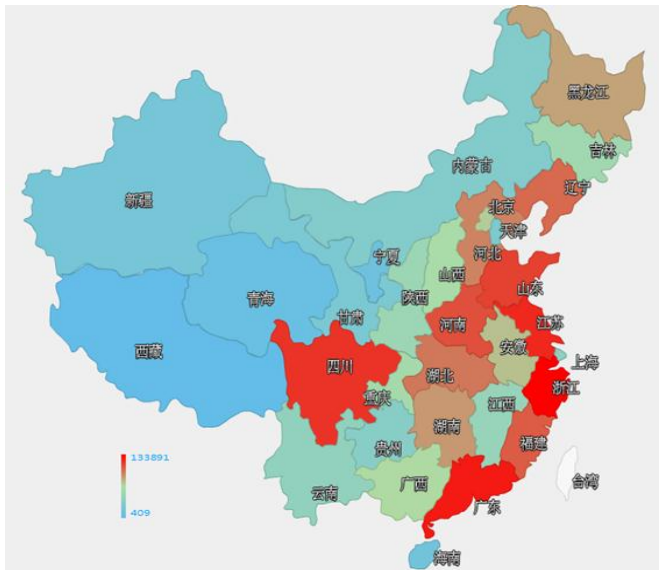 黑龙江
吉林
辽宁
内蒙古
新疆
北京
天津
宁夏
河北
山西
青海
陕西
山东
甘肃
河南
江苏
西藏
安徽
四川
上海
湖北
浙江
重庆
江西
湖南
福建
贵州
133891
广西
台湾
云南
广东
409
海南